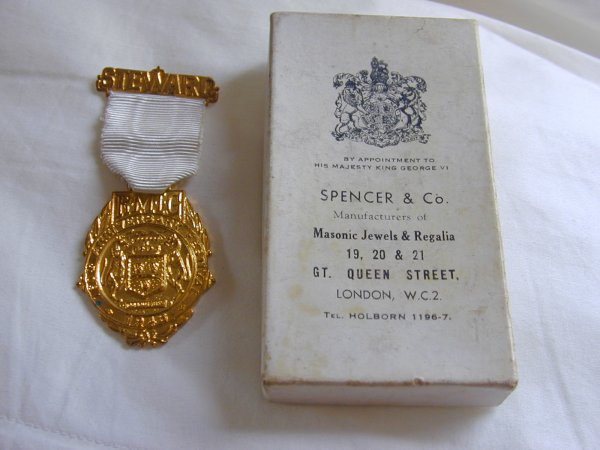 STEWARD
R.M.I.B.
BY APPOINTMENT TO
HIS MAJESTY KING GEORGE VI
SPENCER & Co.
Manufacturers of
Masonic Jewels & Regalia
19, 20 & 21
GT. QUEEN STREET,
LONDON, W.C.2.
TEL. HOLBORN 1196-7.